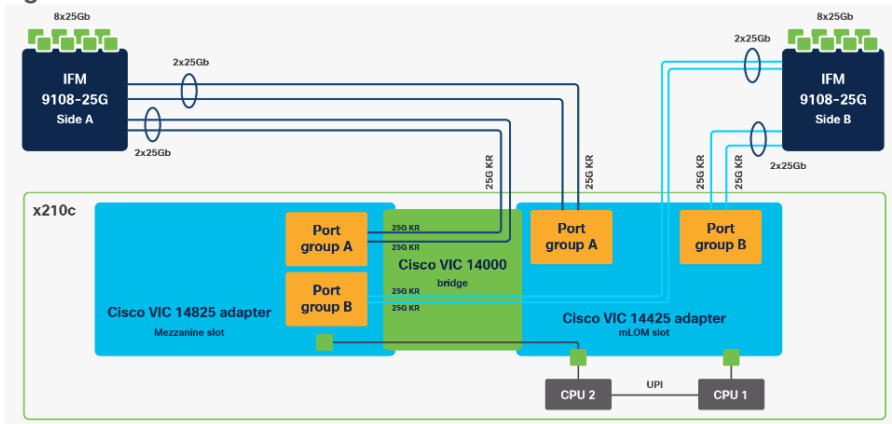 8x25Gb
8x25Gb
IFM
9108-25G
Side A
IFM
9108-25G
Side B
2x25Gb
2x25Gb
2x25Gb
2x25Gb
25G KR
25G KR
25G KR
25G KR
x210c
Port
group A
Port
group B
25G KR
25G KR
Cisco VIC 14000
bridge
25G KR
25G KR
Port
group A
Port
group B
Cisco VIC 14825 adapter
Mezzanine slot
Cisco VIC 14425 adapter
mLOM slot
CPU 2
UPI
CPU 1